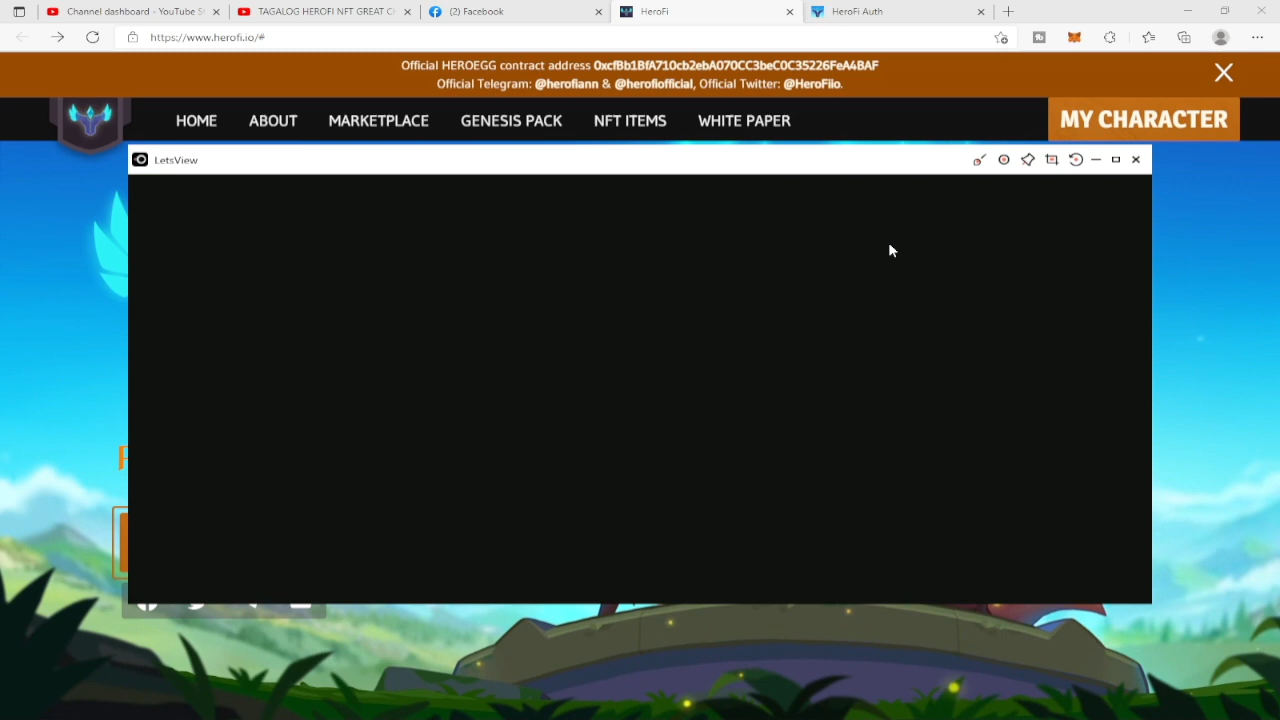 Channel dashboard - YouTube St
TAGALOG HEROFI NFT GREAT C
(2) Facebook
HeroFi
HeroFi Auth
https://www.herofi.io/#
Official HEROEGG contract address 0xcfBb1BfA710cb2ebA070CC3beC0C35226FeA4BAF
Official Telegram: @herofiann & @herofiofficial, Official Twitter: @HeroFiio.
HOME ABOUT MARKETPLACE GENESIS PACK NFT ITEMS WHITE PAPER MY CHARACTER
LetsView